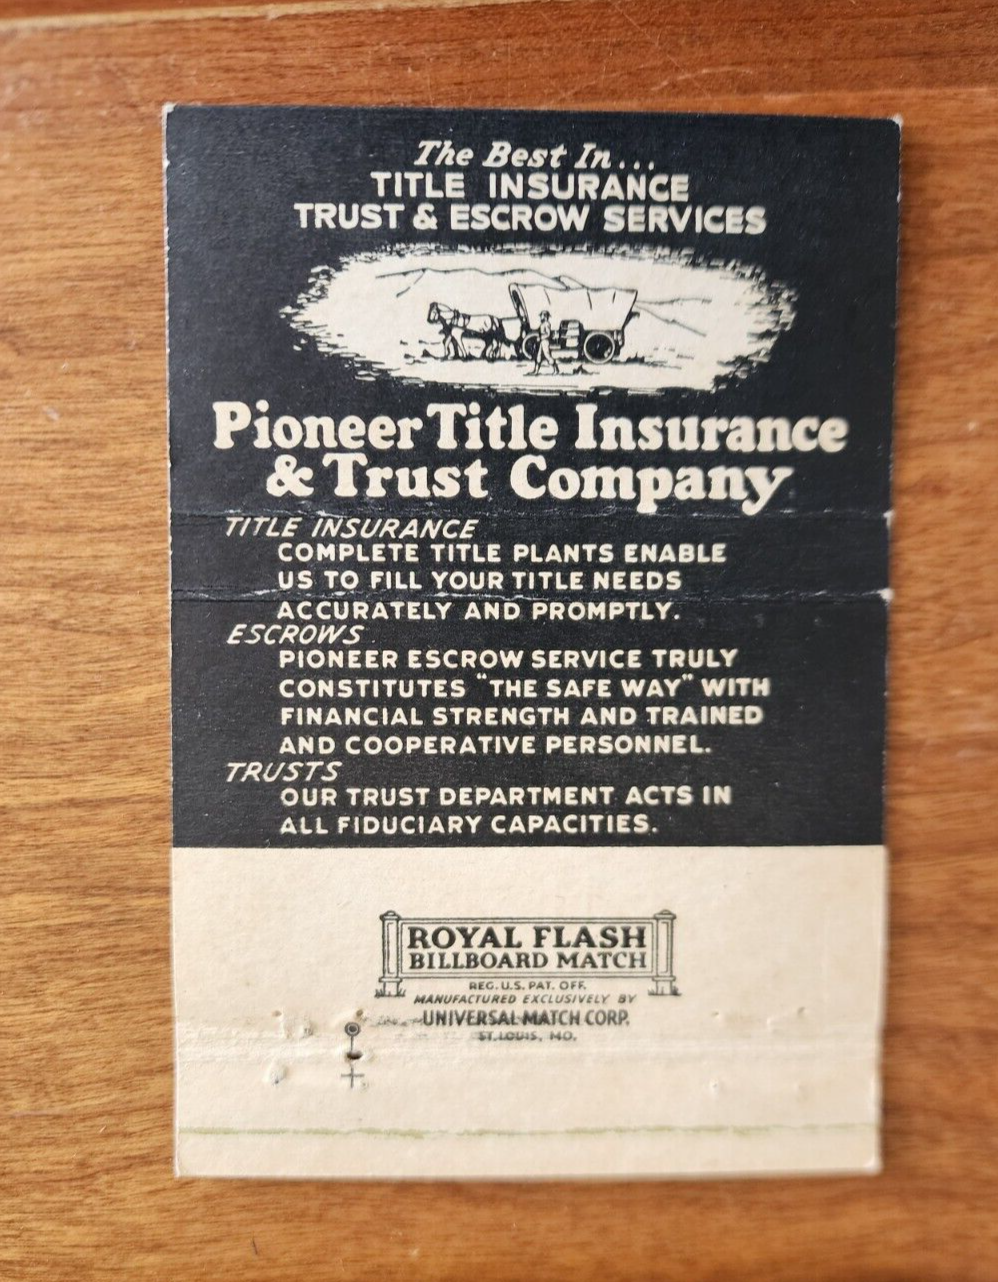 The Best In...
TITLE INSURANCE
TRUST & ESCROW SERVICES
Pioneer Title Insurance
& Trust Company
TITLE INSURANCE
COMPLETE TITLE PLANTS ENABLE
US TO FILL YOUR TITLE NEEDS
ACCURATELY AND PROMPTLY.
ESCROWS
PIONEER ESCROW SERVICE TRULY
CONSTITUTES "THE SAFE WAY" WITH
FINANCIAL STRENGTH AND TRAINED
AND COOPERATIVE PERSONNEL.
TRUSTS
OUR TRUST DEPARTMENT ACTS IN
ALL FIDUCIARY CAPACITIES.
ROYAL FLASH
BILLBOARD MATCH
REG. U.S. PAT. OFF.
MANUFACTURED EXCLUSIVELY BY
UNIVERSAL MATCH CORP.
ST. LOUIS, MO.